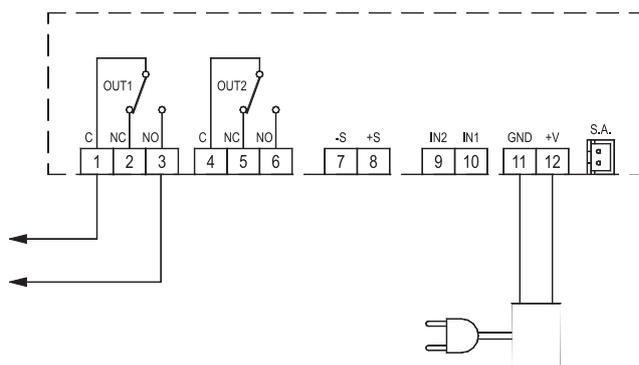 OUT1 OUT2
C NC NO C NC NO -S +S IN2 IN1 GND +V S.A.
1 2 3 4 5 6 7 8 9 10 11 12